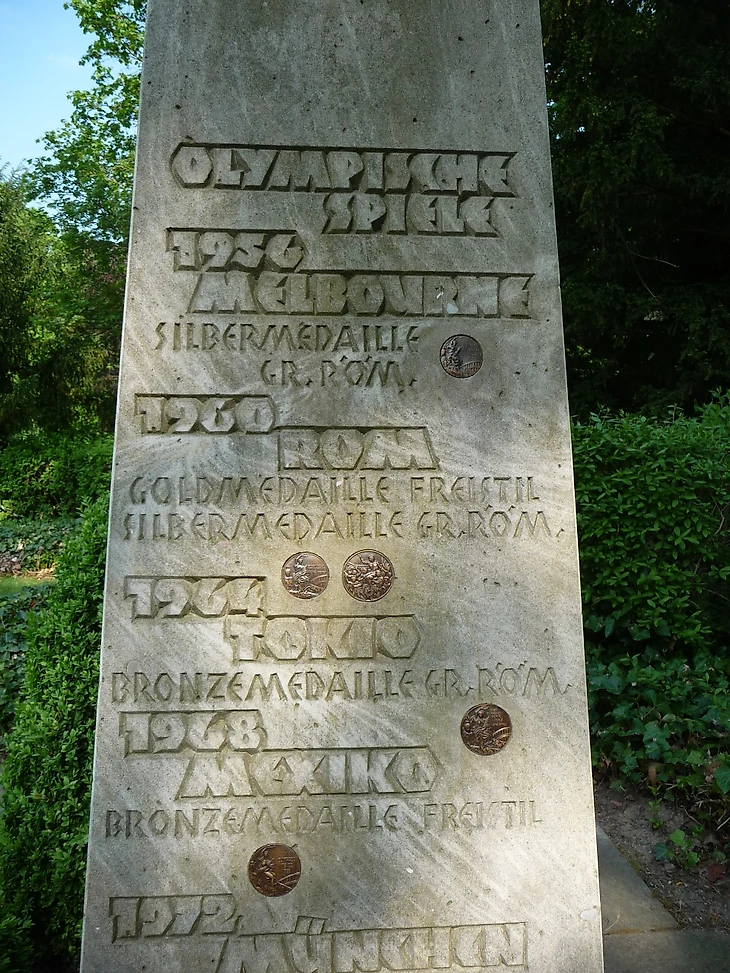 OLYMPISCHE
SPIELE
1956
MELBOURNE
SILBERMEDAILLE
GR. RÖM.
1960
ROM
GOLDMEDAILLE FREISTIL
SILBERMEDAILLE GR. RÖM.
1964
TOKIO
BRONZEMEDAILLE GR. RÖM.
1968
MEXIKO
BRONZEMEDAILLE FREISTIL
1972
MÜNCHEN